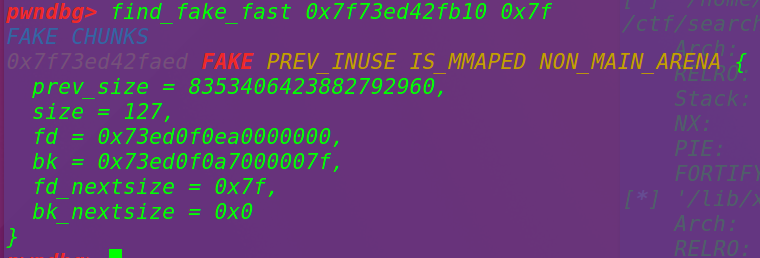 pwndbg> find_fake_fast 0x7f73ed42fb10 0x7f
FAKE CHUNKS
0x7f73ed42faed FAKE PREV_INUSE IS_MMAPED NON_MAIN_ARENA {
  prev_size = 8353406423882792960,
  size = 127,
  fd = 0x73ed0f0ea0000000,
  bk = 0x73ed0f0a7000007f,
  fd_nextsize = 0x7f,
  bk_nextsize = 0x0
}
/ctf/search
Arch:
RELRO:
Stack:
NX:
PIE:
FORTIFY
[*] '/lib/x
Arch:
RELRO: